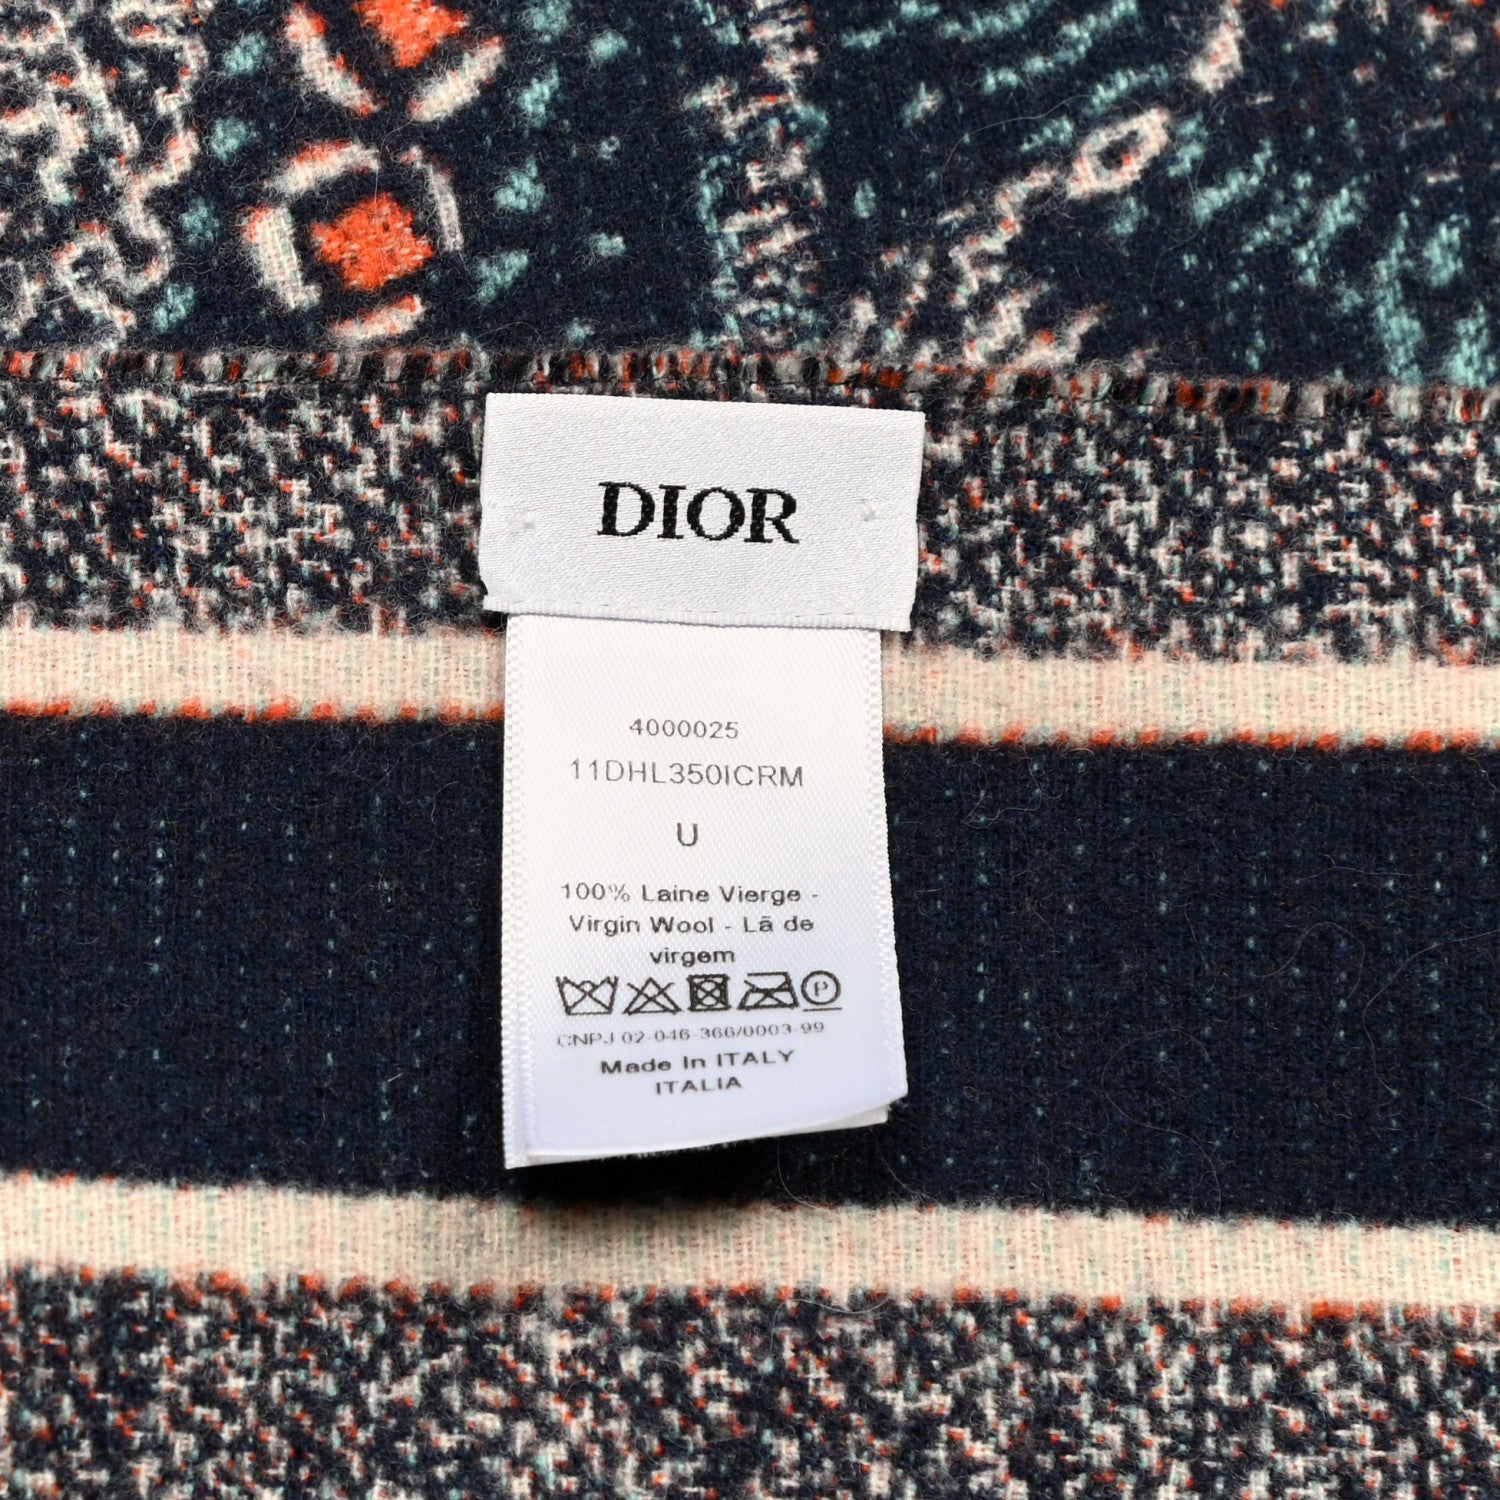 DIOR
4000025
11DHL350ICRM
U
100% Laine Vierge -
Virgin Wool - Lã de
virgem
P
CNPJ 02-046-366/0003-99
Made In ITALY
ITALIA